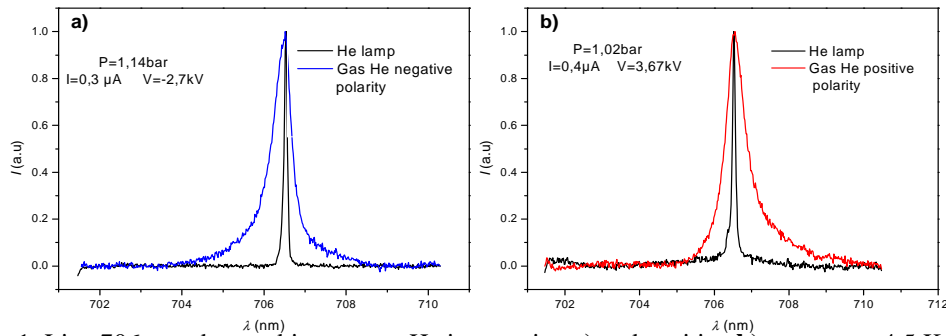 a)
P=1,14bar
I=0,3 µA V=-2,7kV
He lamp
Gas He negative
polarity
I (a.u)
1.0
0.8
0.6
0.4
0.2
0.0
702 704 706 708 710
λ (nm)
b)
P=1,02bar
I=0,4µA V=3,67kV
He lamp
Gas He positive
polarity
I (a.u)
1.0
0.8
0.6
0.4
0.2
0.0
702 704 706 708 710 712
λ (nm)